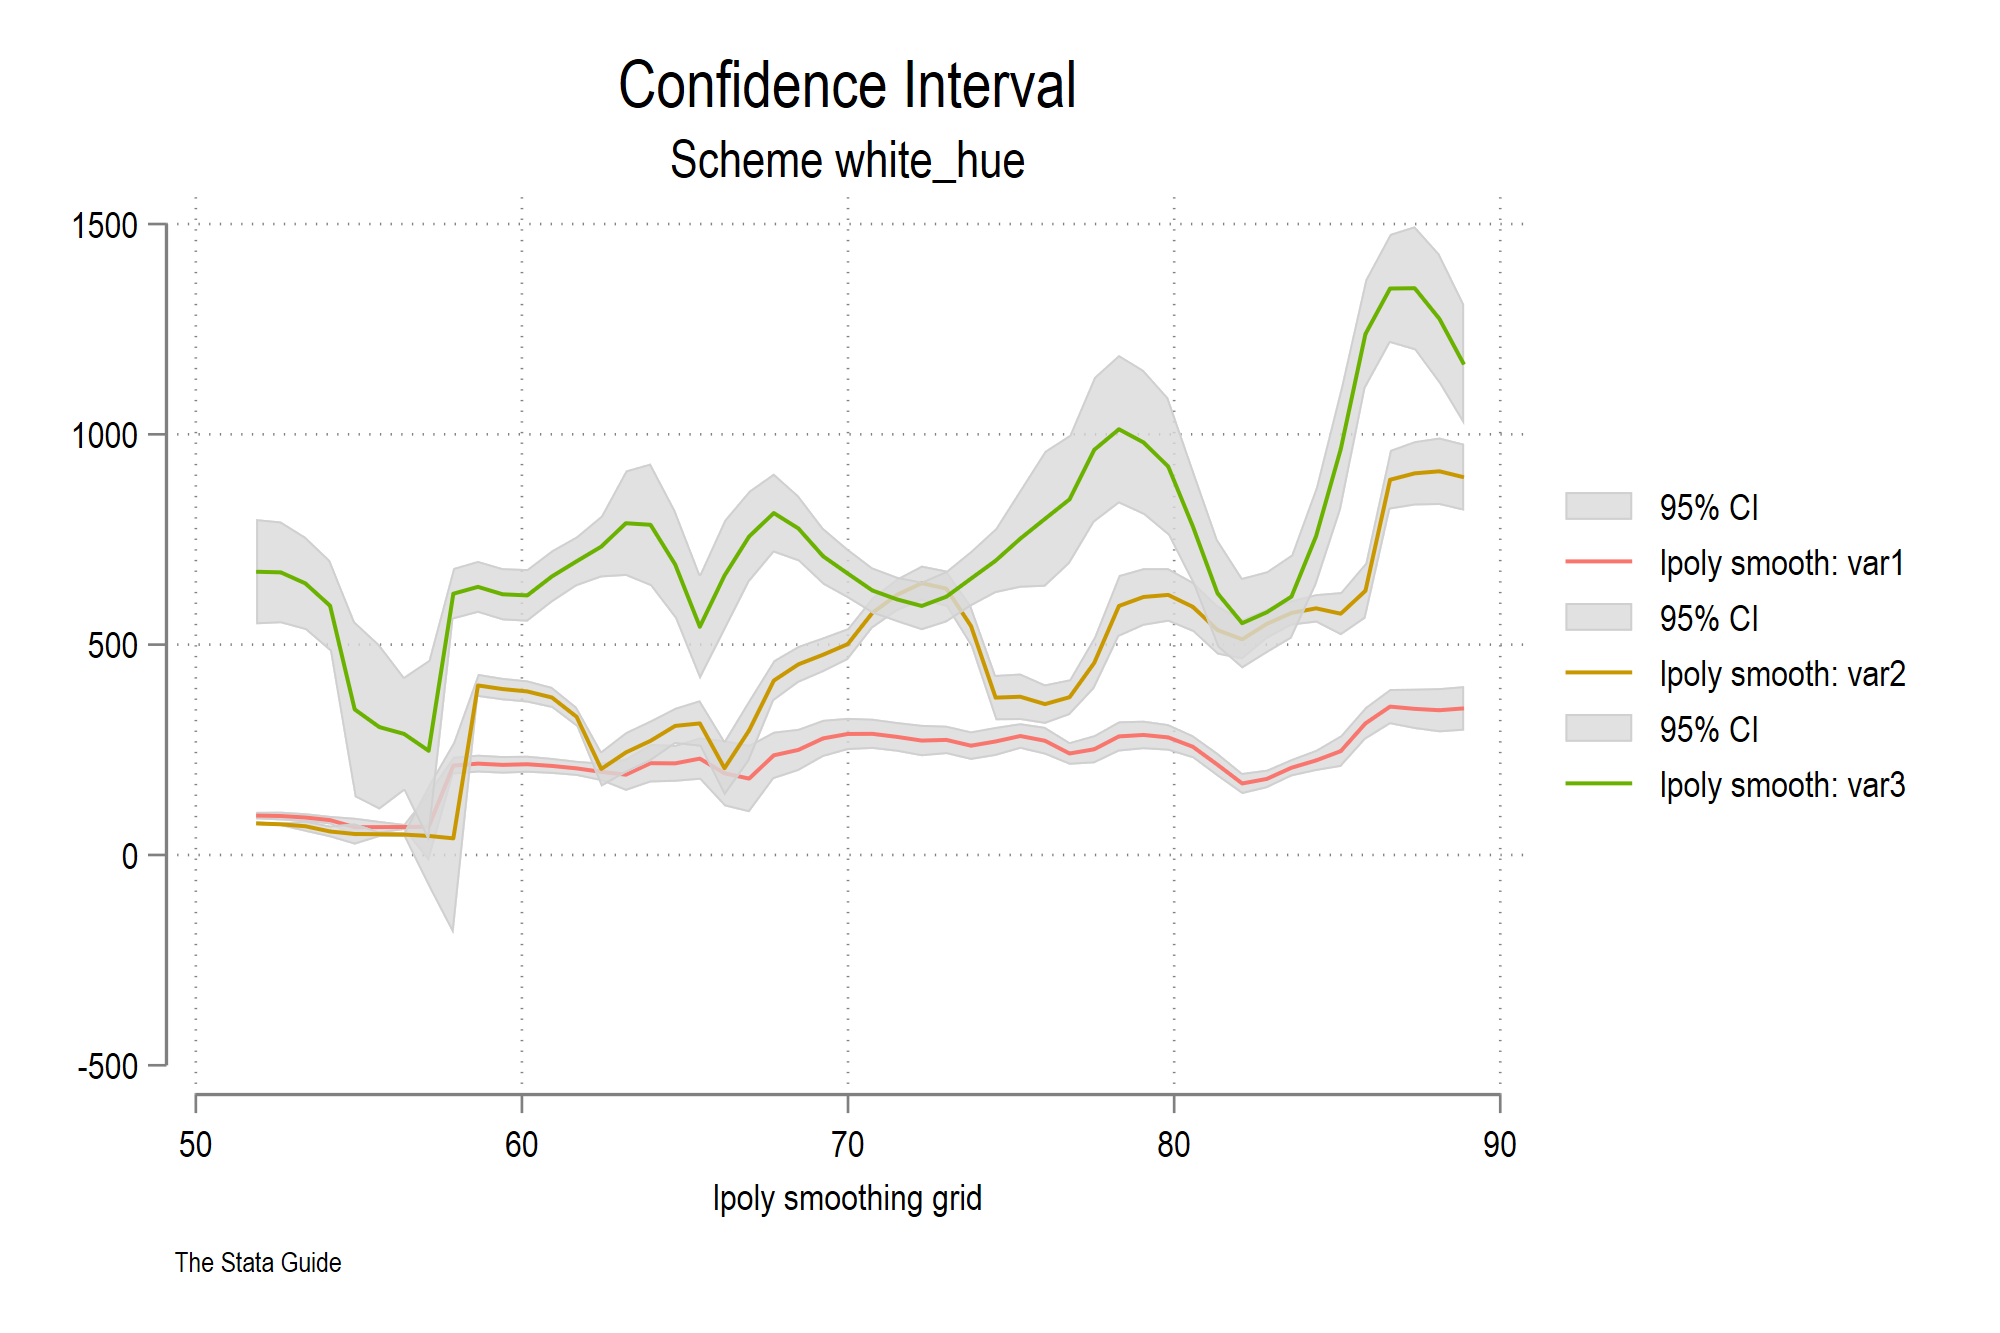 Confidence Interval
Scheme white_hue
1500
1000
500
0
-500
50 60 70 80 90
lpoly smoothing grid
95% CI
lpoly smooth: var1
95% CI
lpoly smooth: var2
95% CI
lpoly smooth: var3
The Stata Guide